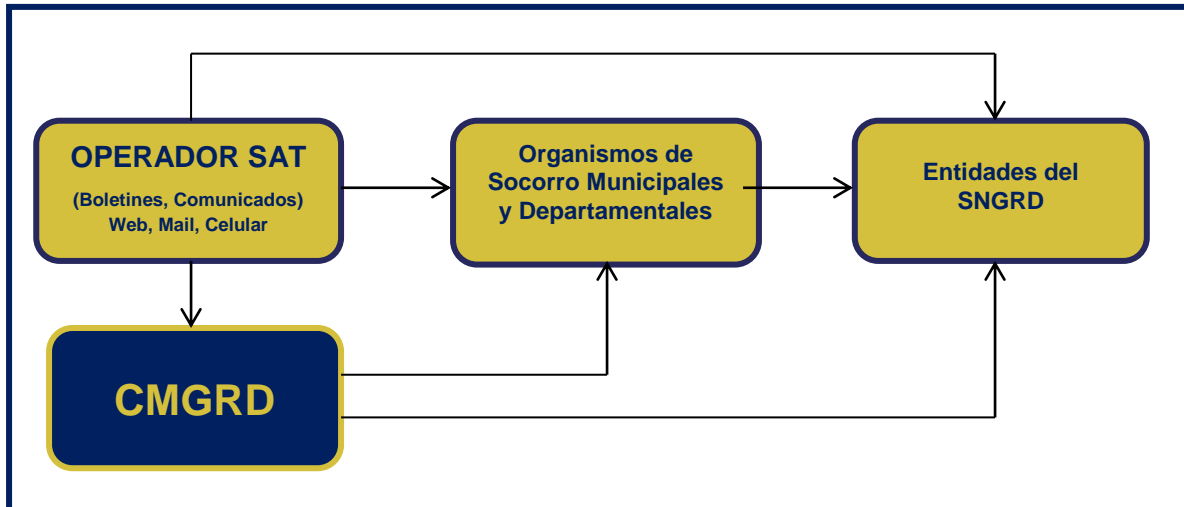 OPERADOR SAT
(Boletines, Comunicados)
Web, Mail, Celular
Organismos de
Socorro Municipales
y Departamentales
Entidades del
SNGRD
CMGRD